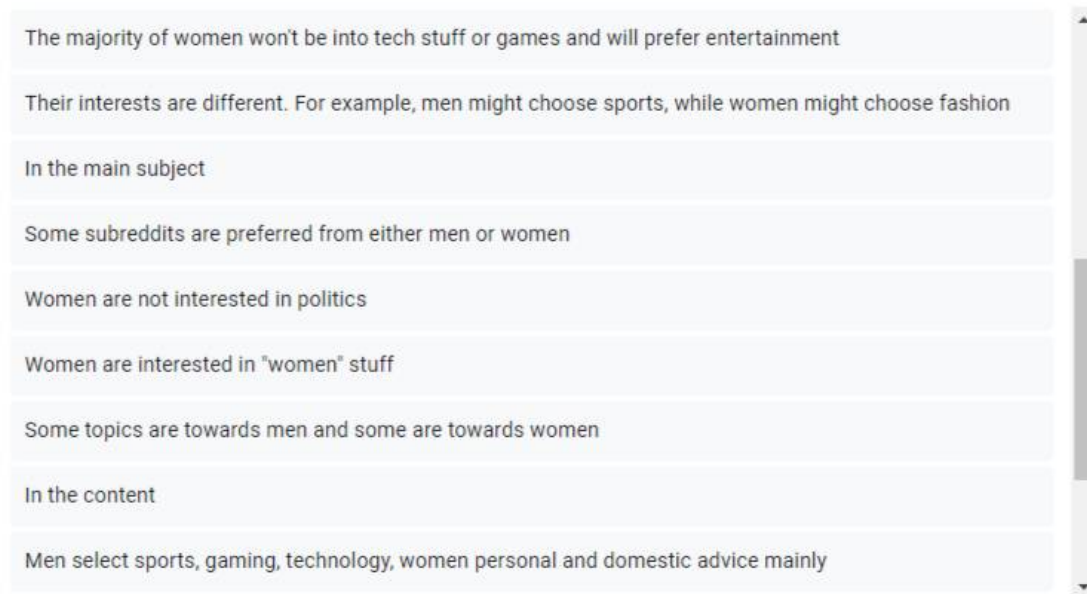 The majority of women won't be into tech stuff or games and will prefer entertainment
Their interests are different. For example, men might choose sports, while women might choose fashion
In the main subject
Some subreddits are preferred from either men or women
Women are not interested in politics
Women are interested in "women" stuff
Some topics are towards men and some are towards women
In the content
Men select sports, gaming, technology, women personal and domestic advice mainly